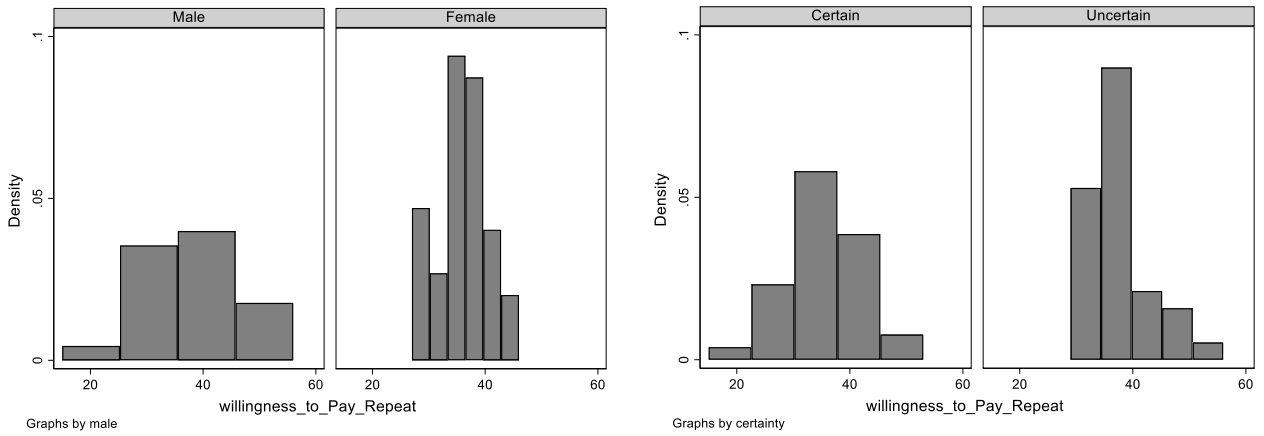 Male Female
.1
.05
0
Density
20 40 60 20 40 60
willingness_to_Pay_Repeat
Graphs by male
Certain Uncertain
.1
.05
0
Density
20 40 60 20 40 60
willingness_to_Pay_Repeat
Graphs by certainty